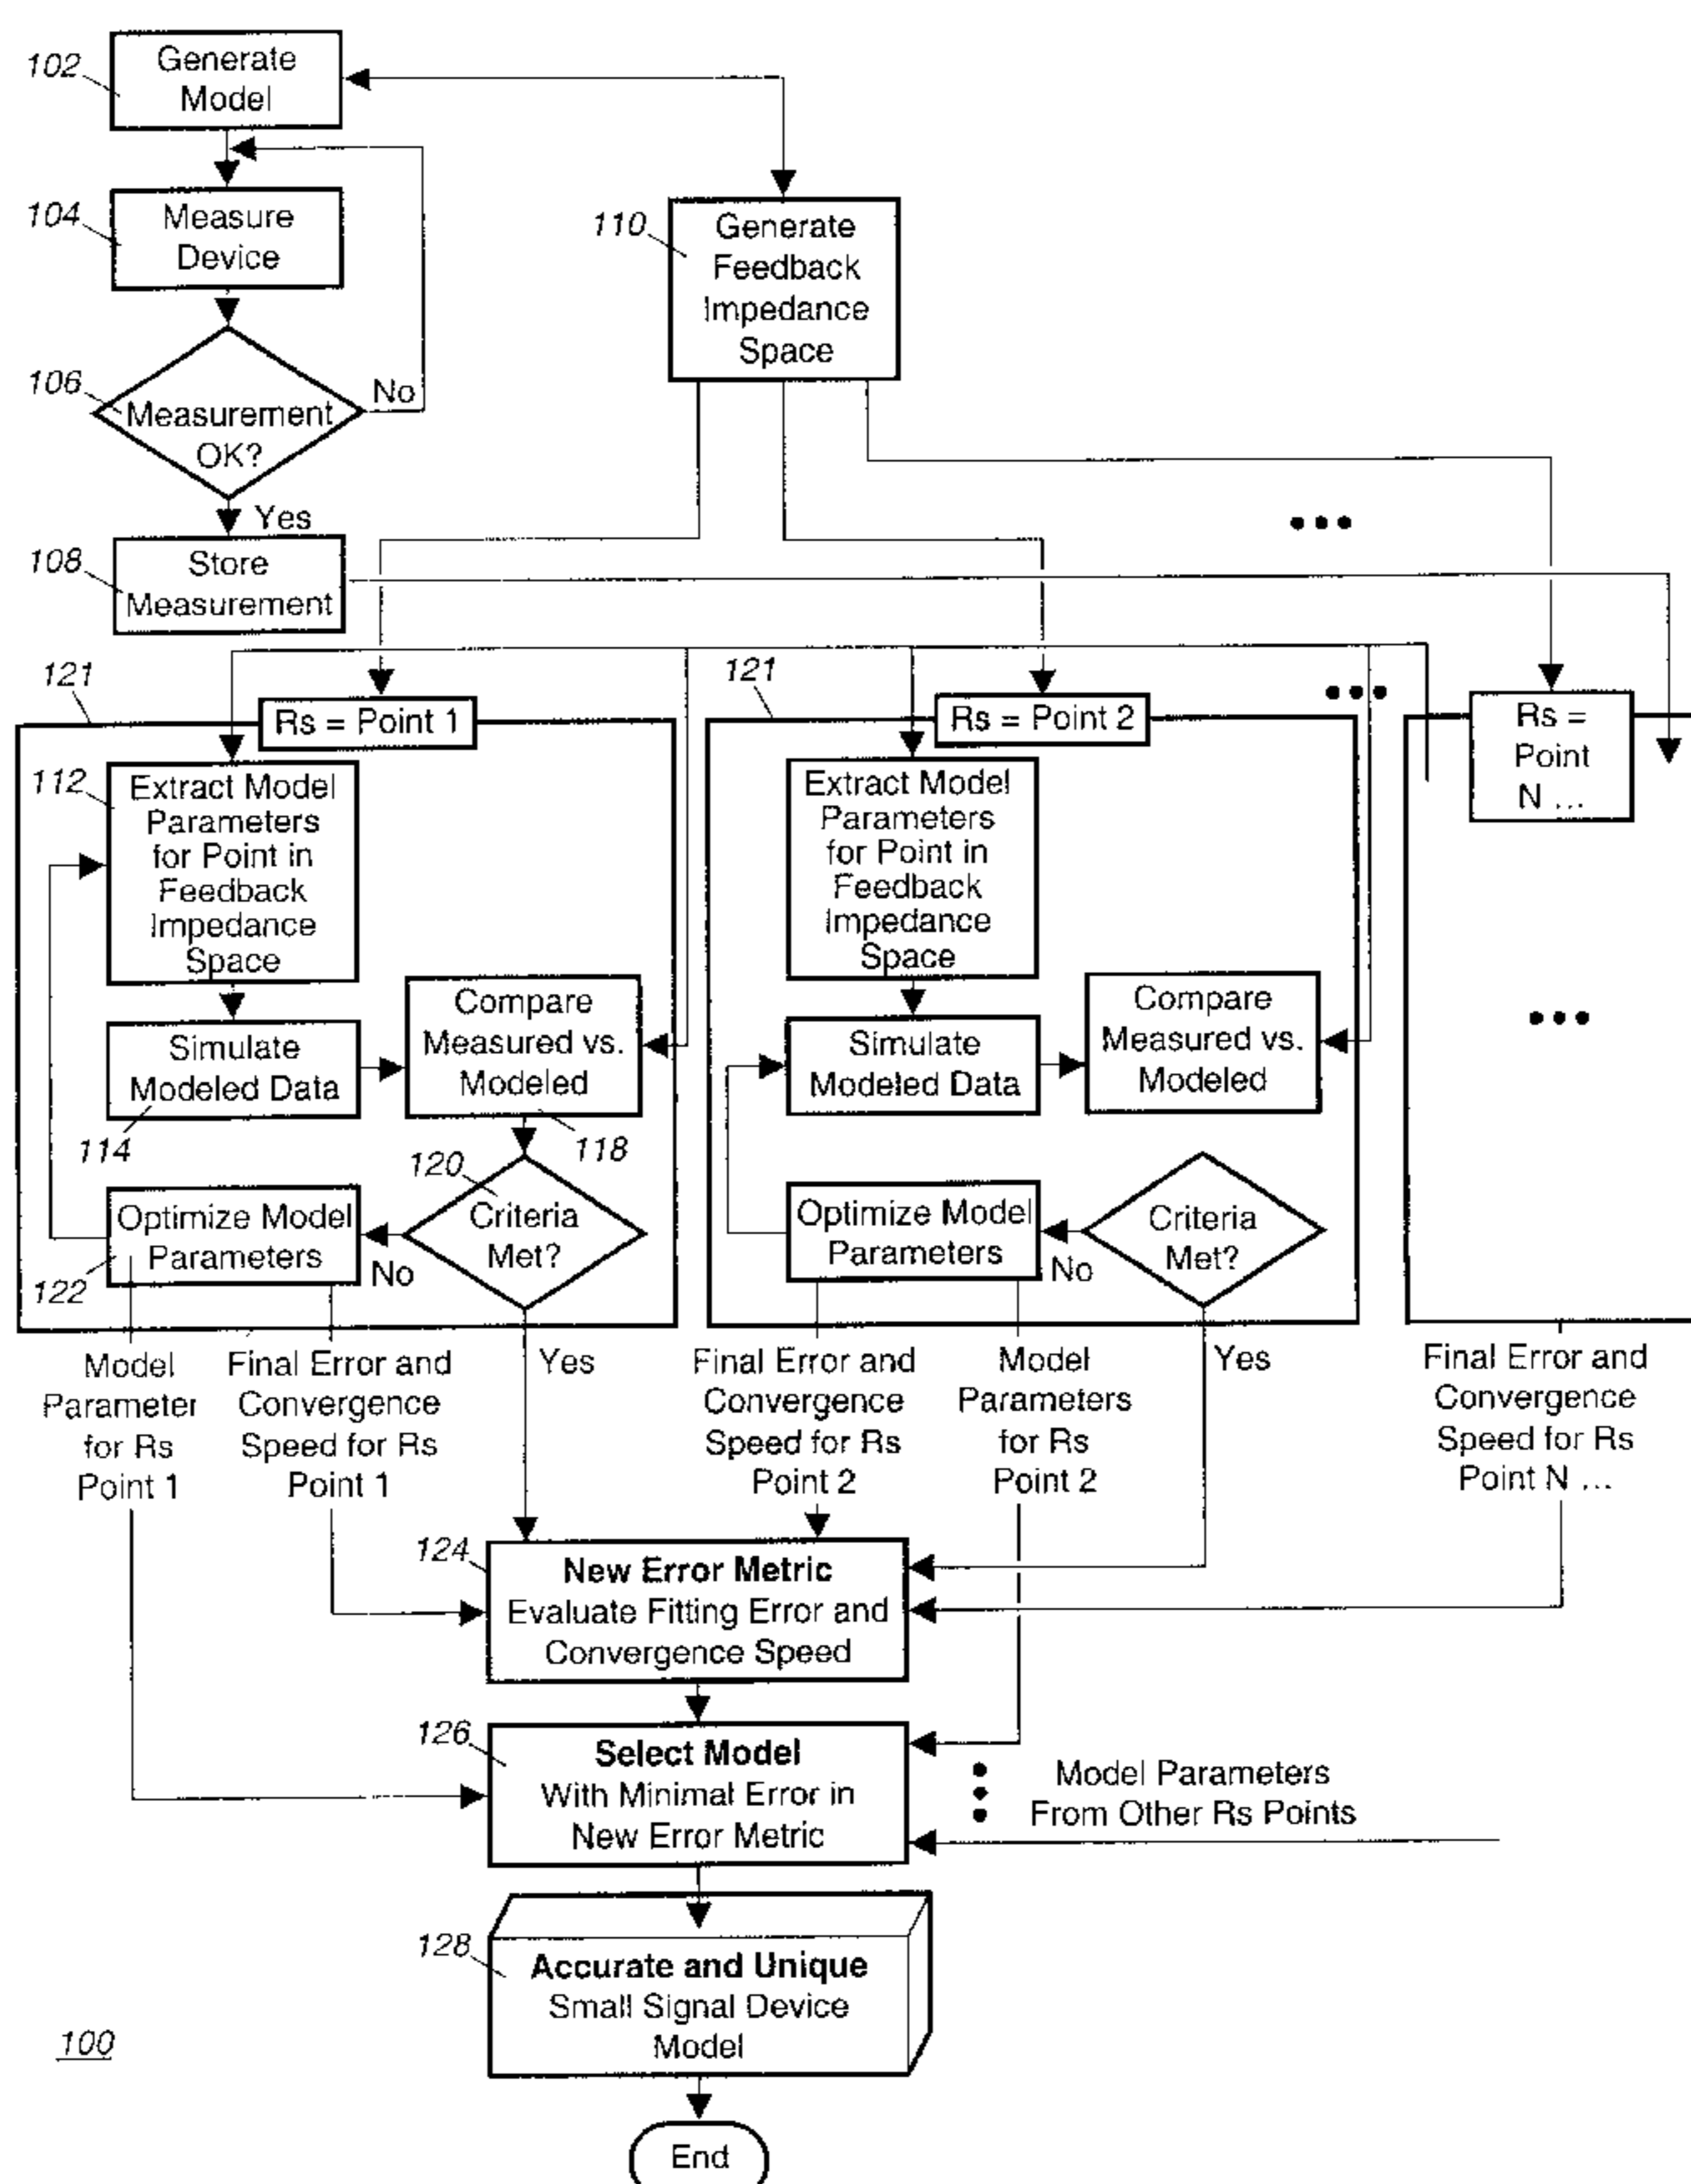 102
Generate
Model
104
Measure
Device
110
Generate
Feedback
Impedance
Space
106
Measurement
OK?
No
Yes
108
Store
Measurement
121
Rs = Point 1
112
Extract Model
Parameters
for Point in
Feedback
Impedance
Space
Simulate
Modeled Data
114
Compare
Measured vs.
Modeled
118
120
Criteria
Met?
No
Optimize Model
Parameters
122
121
Rs = Point 2
Extract Model
Parameters
for Point in
Feedback
Impedance
Space
Simulate
Modeled Data
Compare
Measured vs.
Modeled
Optimize Model
Parameters
No
Criteria
Met?
Rs =
Point
N ...
Model
Parameter
for Rs
Point 1
Final Error and
Convergence
Speed for Rs
Point 1
Yes
Final Error and
Convergence
Speed for Rs
Point 2
Model
Parameters
for Rs
Point 2
Yes
Final Error and
Convergence
Speed for Rs
Point N ...
124
New Error Metric
Evaluate Fitting Error and
Convergence Speed
126
Select Model
With Minimal Error in
New Error Metric
Model Parameters
From Other Rs Points
128
Accurate and Unique
Small Signal Device
Model
100
End